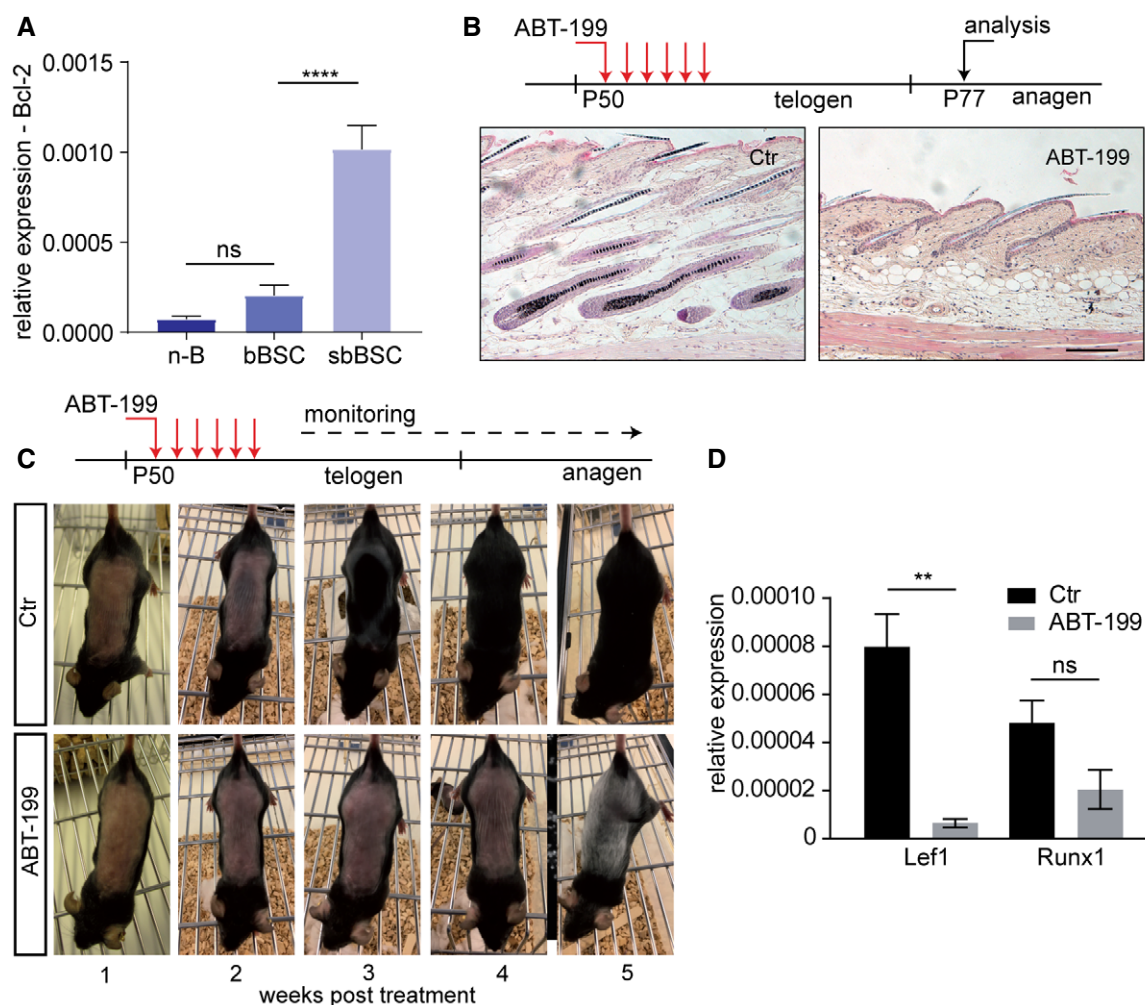 A
relative expression - Bcl-2
0.0015
0.0010
0.0005
0.0000
ns
****
n-B
bBSC
sbBSC
B
ABT-199
analysis
P50
telogen
P77
anagen
Ctr
ABT-199
C
ABT-199
monitoring
P50
telogen
anagen
Ctr
ABT-199
1
2
3
4
5
weeks post treatment
D
relative expression
0.00010
0.00008
0.00006
0.00004
0.00002
0
**
ns
Ctr
ABT-199
Lef1
Runx1